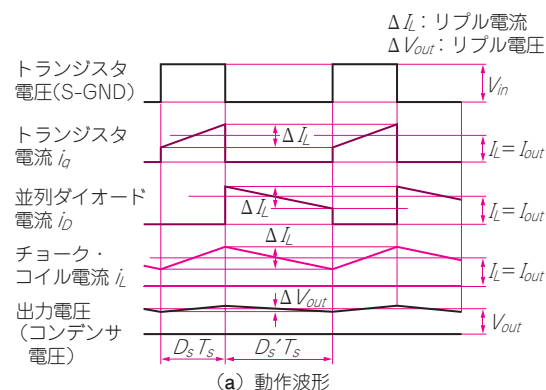 ΔI_L：リプル電流
ΔV_out：リプル電圧
トランジスタ
電圧(S-GND)
V_in
トランジスタ
電流 i_q
ΔI_L
I_L=I_out
並列ダイオード
電流 i_D
ΔI_L
I_L=I_out
チョーク・
コイル電流 i_L
ΔI_L
I_L=I_out
出力電圧
（コンデンサ
電圧）
ΔV_out
V_out
D_s T_s
D_s′T_s
（a）動作波形